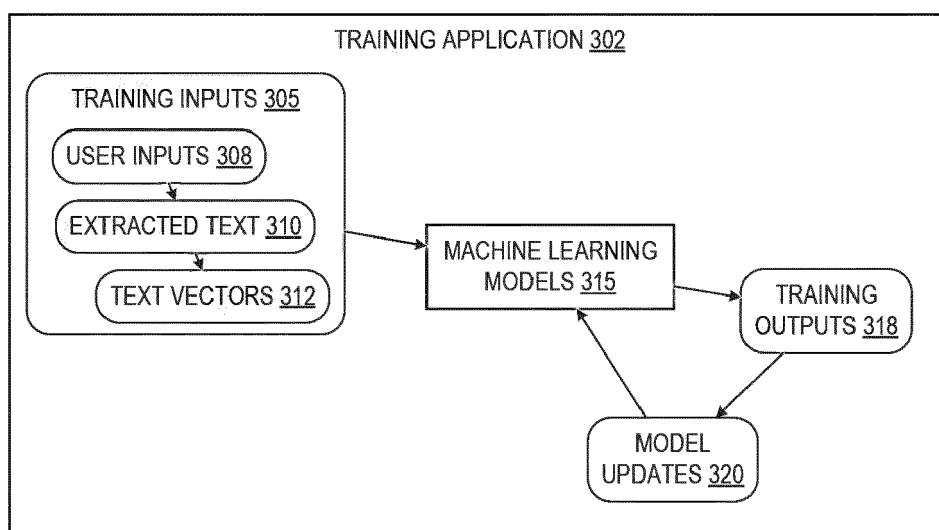 TRAINING APPLICATION 302
TRAINING INPUTS 305
USER INPUTS 308
EXTRACTED TEXT 310
TEXT VECTORS 312
MACHINE LEARNING
MODELS 315
TRAINING
OUTPUTS 318
MODEL
UPDATES 320